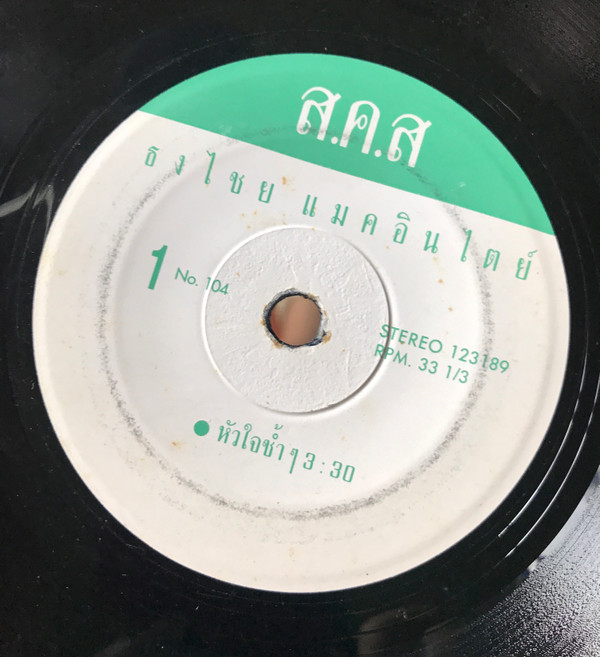 ส.ค.ส
ธงไชย แมคอินไตย์
1 No. 104
STEREO 123189
RPM. 33 1/3
● หัวใจช้ำๆ 3:30